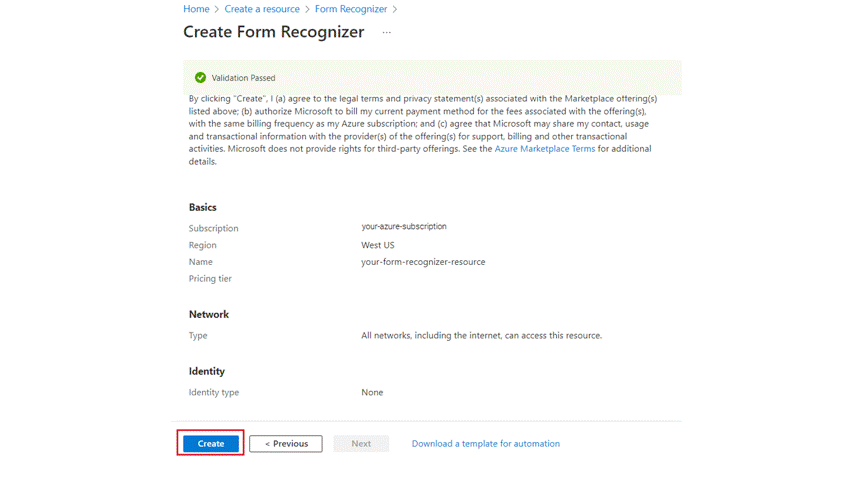 Home > Create a resource > Form Recognizer >
Create Form Recognizer ...
Validation Passed
By clicking "Create", I (a) agree to the legal terms and privacy statement(s) associated with the Marketplace offering(s)
listed above; (b) authorize Microsoft to bill my current payment method for the fees associated with the offering(s),
with the same billing frequency as my Azure subscription; and (c) agree that Microsoft may share my contact, usage
and transactional information with the provider(s) of the offering(s) for support, billing and other transactional
activities. Microsoft does not provide rights for third-party offerings. See the Azure Marketplace Terms for additional
details.
Basics
Subscription your-azure-subscription
Region West US
Name your-form-recognizer-resource
Pricing tier
Network
Type All networks, including the internet, can access this resource.
Identity
Identity type None
Create < Previous Next Download a template for automation